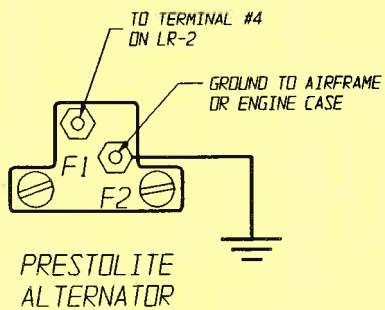 TO TERMINAL #4
ON LR-2
GROUND TO AIRFRAME
OR ENGINE CASE
F1
F2
PRESTOLITE
ALTERNATOR